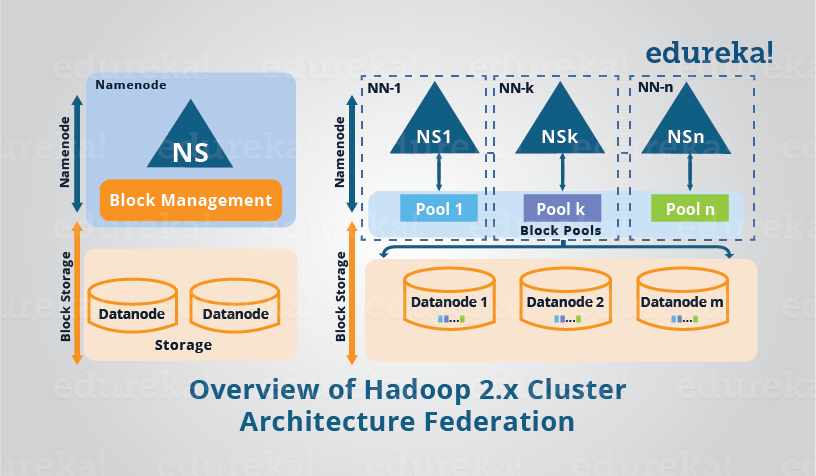 edureka!
Namenode
NS
Block Management
Namenode
Block Storage
Datanode
Datanode
Storage
NN-1
NN-k
NN-n
NS1
NSk
NSn
Namenode
Pool 1
Pool k
Pool n
Block Pools
Block Storage
Datanode 1
Datanode 2
Datanode m
...
...
...
Overview of Hadoop 2.x Cluster
Architecture Federation